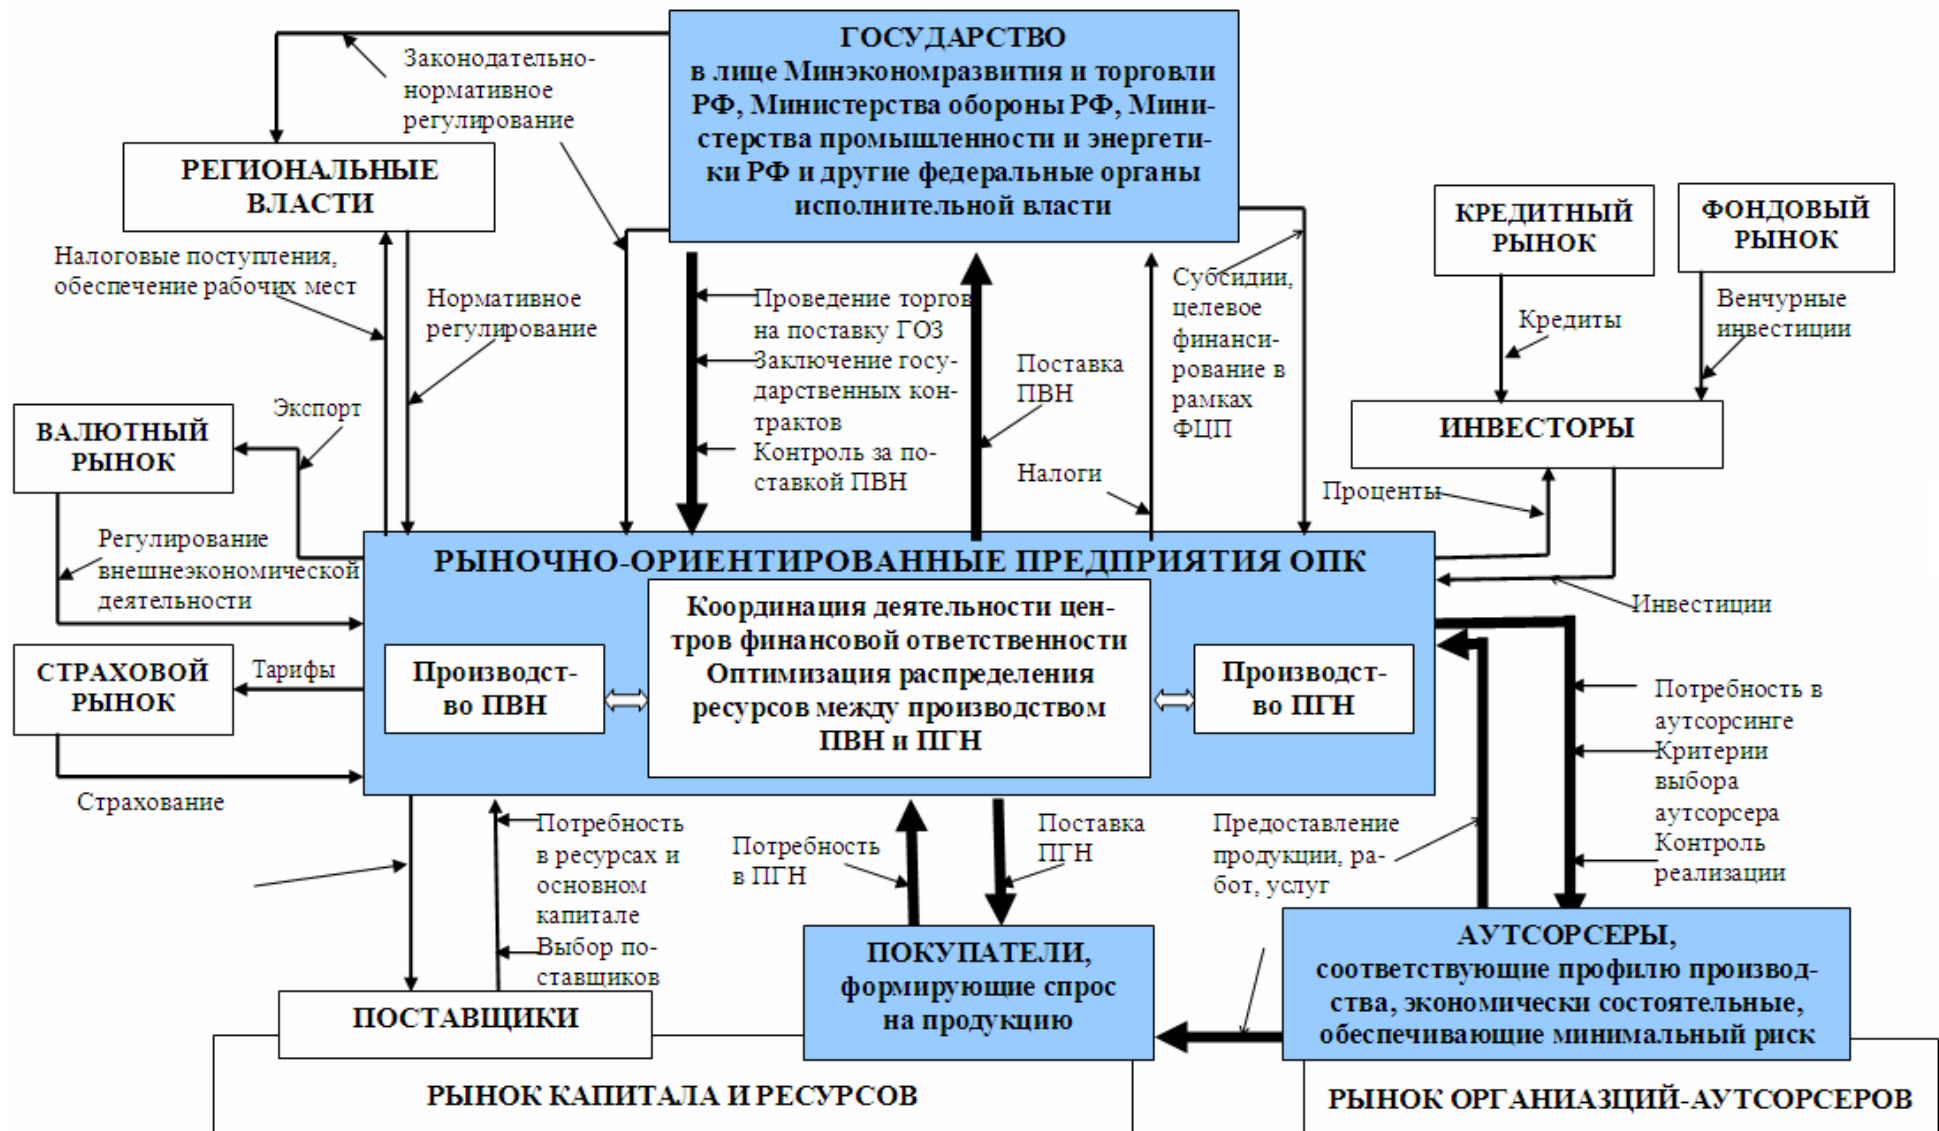 ГОСУДАРСТВО
в лице Минэкономразвития и торговли
РФ, Министерства обороны РФ, Мини-
стерства промышленности и энергети-
ки РФ и другие федеральные органы
исполнительной власти
Законодательно-
нормативное
регулирование
РЕГИОНАЛЬНЫЕ
ВЛАСТИ
КРЕДИТНЫЙ
РЫНОК
ФОНДОВЫЙ
РЫНОК
Налоговые поступления,
обеспечение рабочих мест
Нормативное
регулирование
Проведение торгов
на поставку ГОЗ
Заключение госу-
дарственных кон-
трактов
Контроль за по-
ставкой ПВН
Поставка
ПВН
Налоги
Субсидии,
целевое
финанси-
рование в
рамках
ФЦП
Кредиты
Венчурные
инвестиции
ИНВЕСТОРЫ
Проценты
Инвестиции
Экспорт
ВАЛЮТНЫЙ
РЫНОК
Регулирование
внешнеэкономической
деятельности
СТРАХОВОЙ
РЫНОК
Тарифы
Страхование
РЫНОЧНО-ОРИЕНТИРОВАННЫЕ ПРЕДПРИЯТИЯ ОПК
Координация деятельности цен-
тров финансовой ответственности
Оптимизация распределения
ресурсов между производством
ПВН и ПГН
Производст-
во ПВН
Производст-
во ПГН
Потребность в
аутсорсинге
Критерии
выбора
аутсорсера
Контроль
реализации
Потребность
в ресурсах и
основном
капитале
Выбор по-
ставщиков
Потребность
в ПГН
Поставка
ПГН
Предоставление
продукции, ра-
бот, услуг
ПОСТАВЩИКИ
ПОКУПАТЕЛИ,
формирующие спрос
на продукцию
АУТСОРСЕРЫ,
соответствующие профилю производ-
ства, экономически состоятельные,
обеспечивающие минимальный риск
РЫНОК КАПИТАЛА И РЕСУРСОВ
РЫНОК ОРГАНИАЗЦИЙ-АУТСОРСЕРОВ